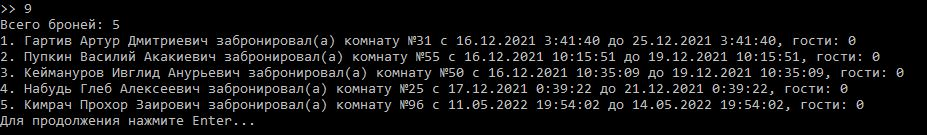 >> 9
Всего броней: 5
1. Гартив Артур Дмитриевич забронировал(а) комнату №31 с 16.12.2021 3:41:40 до 25.12.2021 3:41:40, гости: 0
2. Пупкин Василий Акакиевич забронировал(а) комнату №55 с 16.12.2021 10:15:51 до 19.12.2021 10:15:51, гости: 0
3. Кеймануров Ивглид Анурьевич забронировал(а) комнату №50 с 16.12.2021 10:35:09 до 19.12.2021 10:35:09, гости: 0
4. Набудь Глеб Алексеевич забронировал(а) комнату №25 с 17.12.2021 0:39:22 до 21.12.2021 0:39:22, гости: 0
5. Кимрач Прохор Заирович забронировал(а) комнату №96 с 11.05.2022 19:54:02 до 14.05.2022 19:54:02, гости: 0
Для продолжения нажмите Enter...